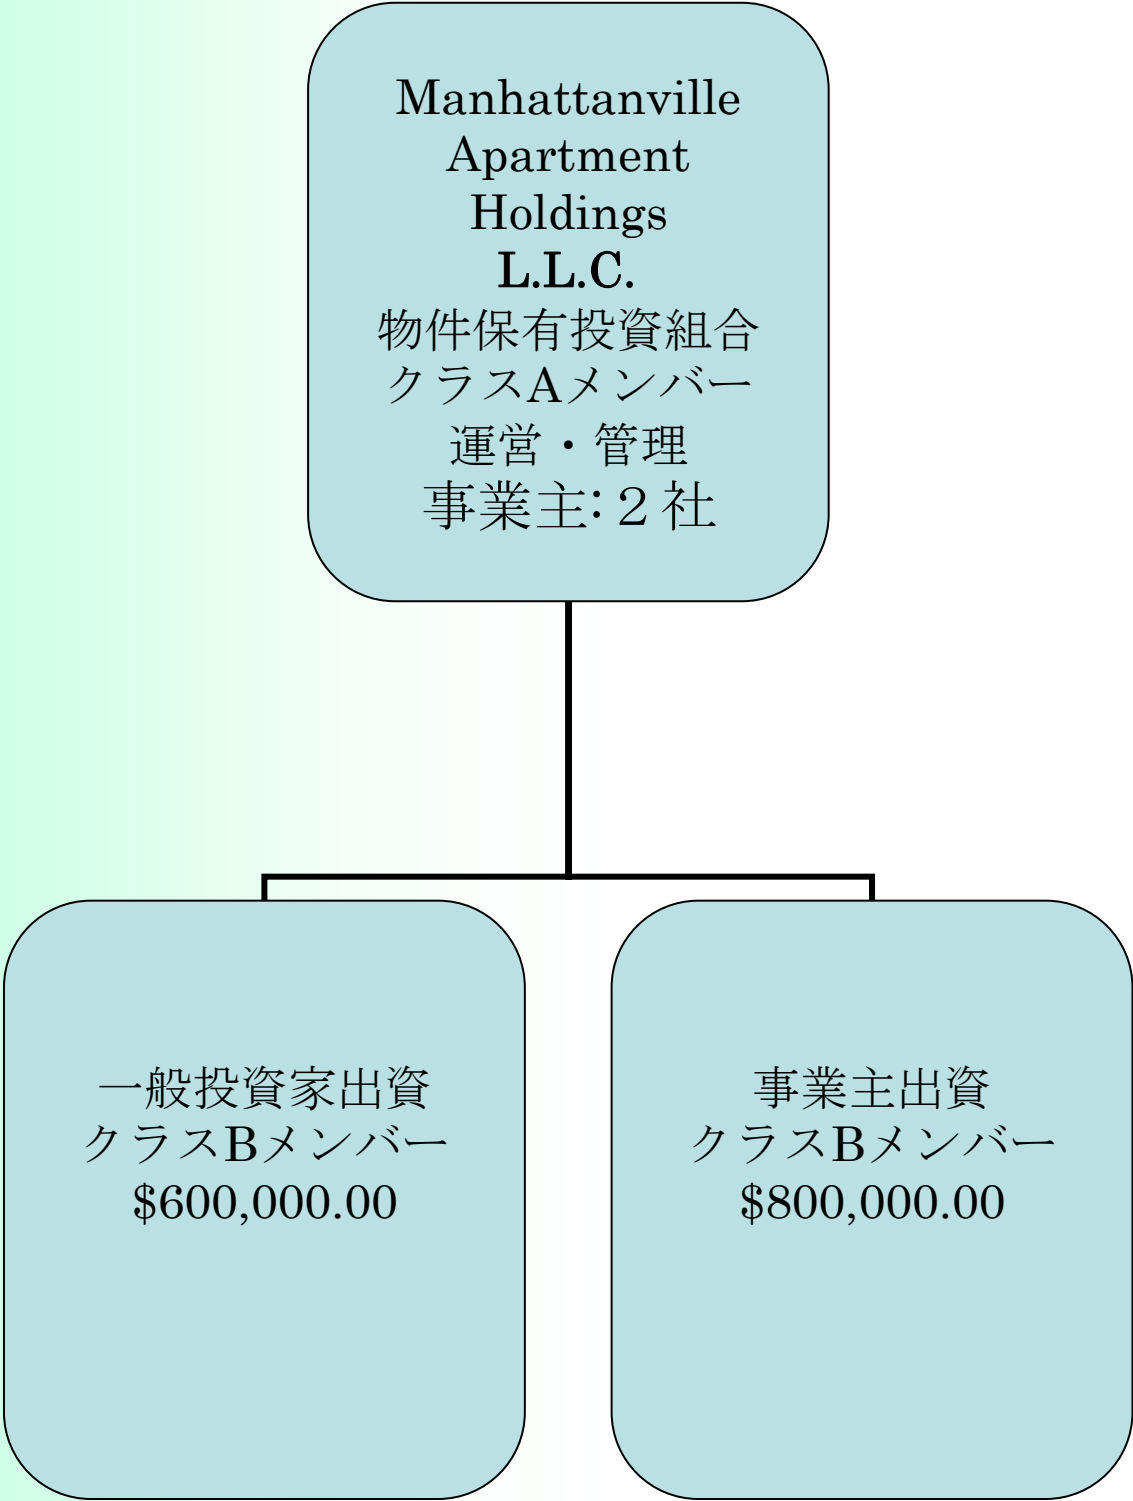 Manhattanville
Apartment
Holdings
L.L.C.
物件保有投資組合
クラスAメンバー
運営・管理
事業主:２社
一般投資家出資
クラスBメンバー
$600,000.00
事業主出資
クラスBメンバー
$800,000.00